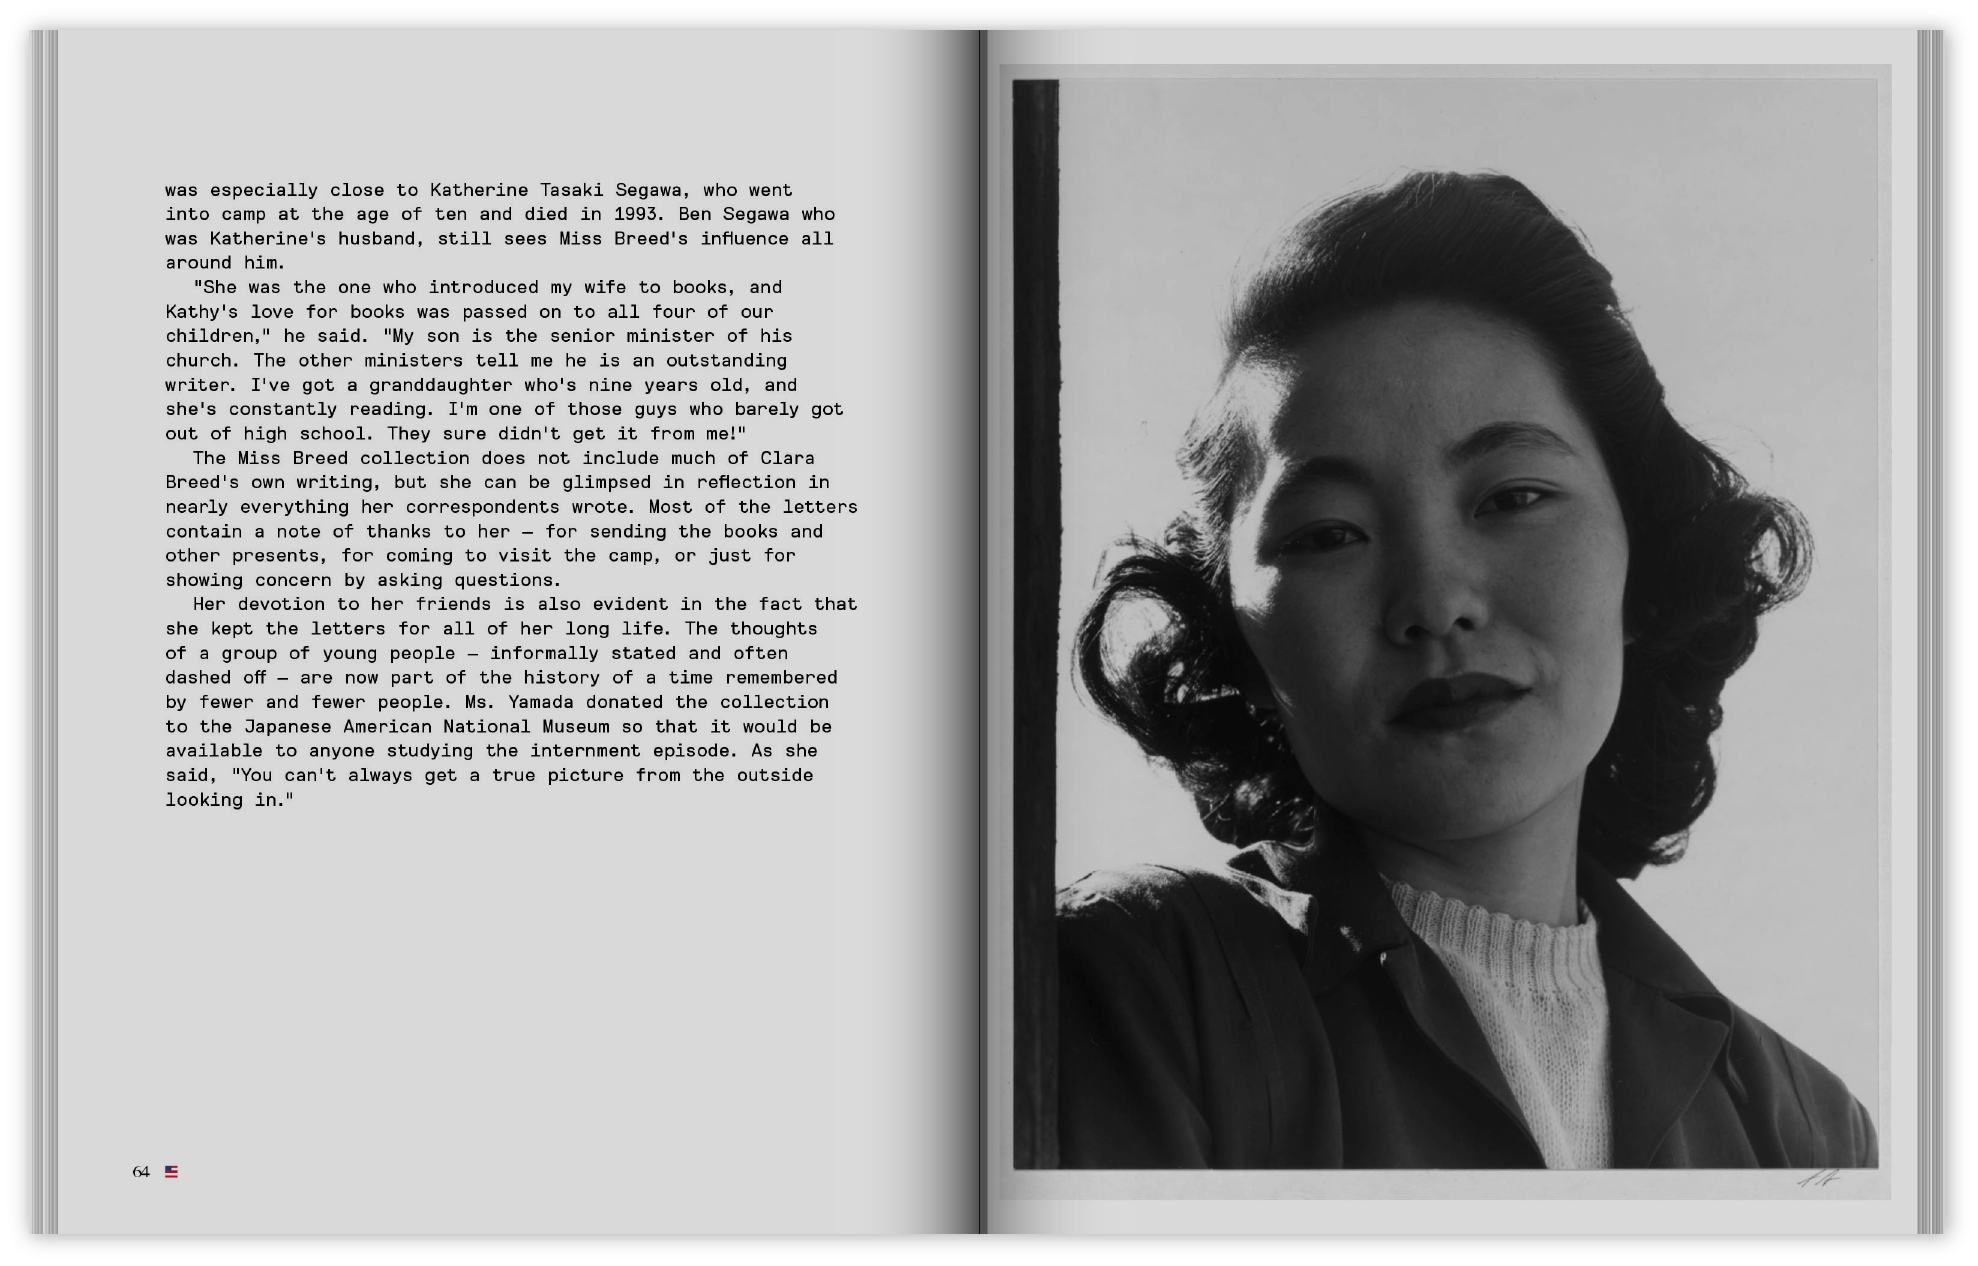 was especially close to Katherine Tasaki Segawa, who went
into camp at the age of ten and died in 1993. Ben Segawa who
was Katherine's husband, still sees Miss Breed's influence all
around him.
"She was the one who introduced my wife to books, and
Kathy's love for books was passed on to all four of our
children," he said. "My son is the senior minister of his
church. The other ministers tell me he is an outstanding
writer. I've got a granddaughter who's nine years old, and
she's constantly reading. I'm one of those guys who barely got
out of high school. They sure didn't get it from me!"
The Miss Breed collection does not include much of Clara
Breed's own writing, but she can be glimpsed in reflection in
nearly everything her correspondents wrote. Most of the letters
contain a note of thanks to her – for sending the books and
other presents, for coming to visit the camp, or just for
showing concern by asking questions.
Her devotion to her friends is also evident in the fact that
she kept the letters for all of her long life. The thoughts
of a group of young people – informally stated and often
dashed off – are now part of the history of a time remembered
by fewer and fewer people. Ms. Yamada donated the collection
to the Japanese American National Museum so that it would be
available to anyone studying the internment episode. As she
said, "You can't always get a true picture from the outside
looking in."
64